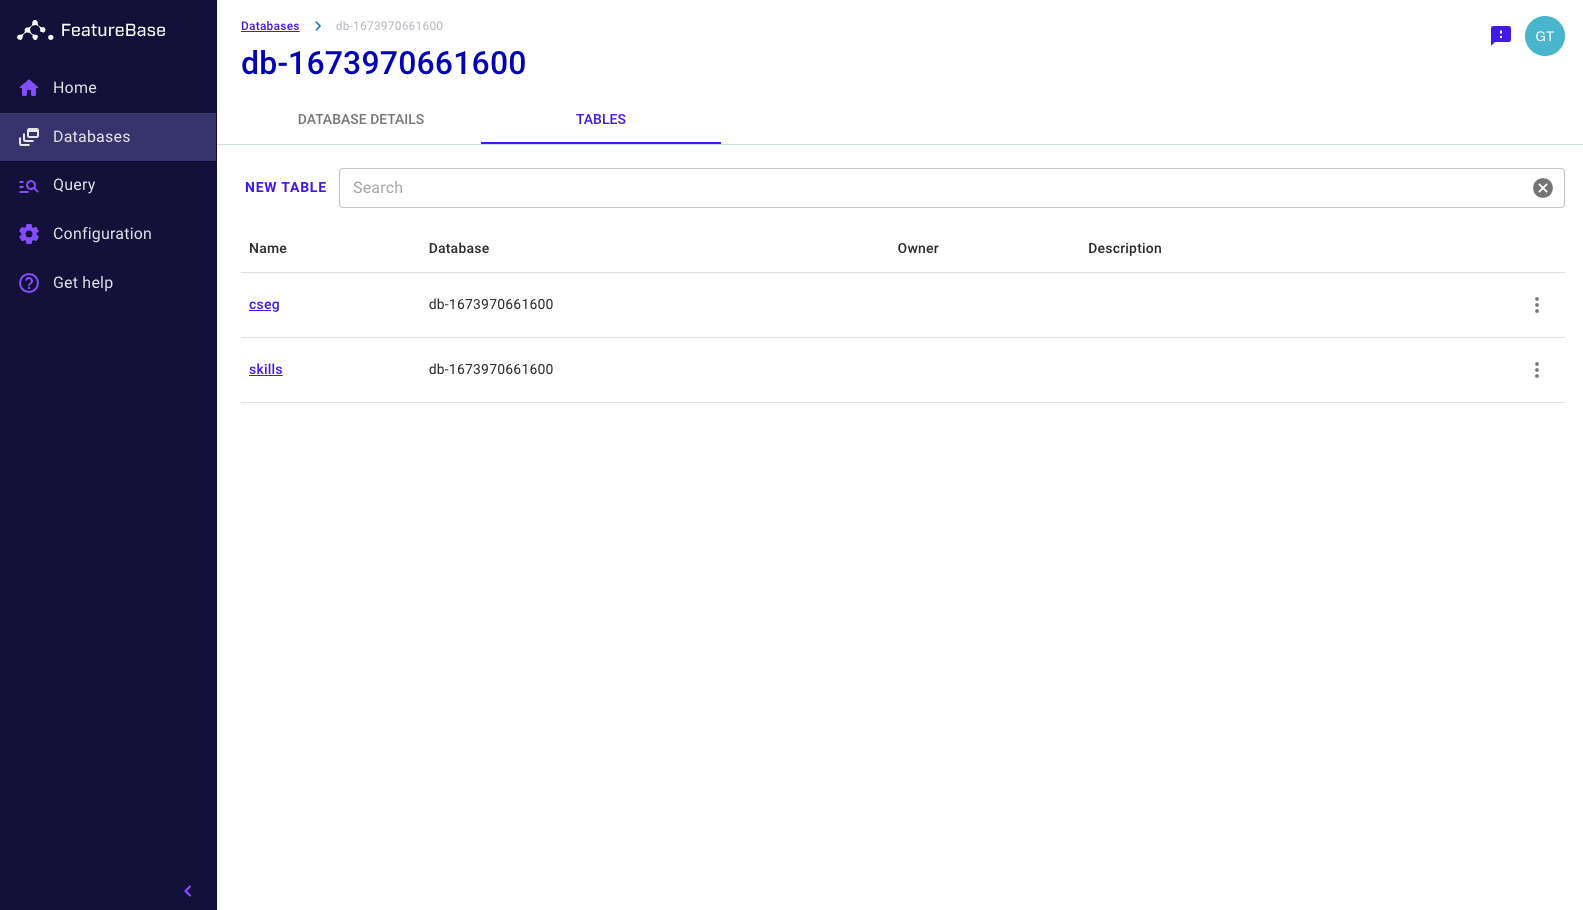 FeatureBase
Home
Databases
Query
Configuration
Get help
Databases db-1673970661600
GT
db-1673970661600
DATABASE DETAILS TABLES
NEW TABLE Search
Name Database Owner Description
cseg db-1673970661600
skills db-1673970661600